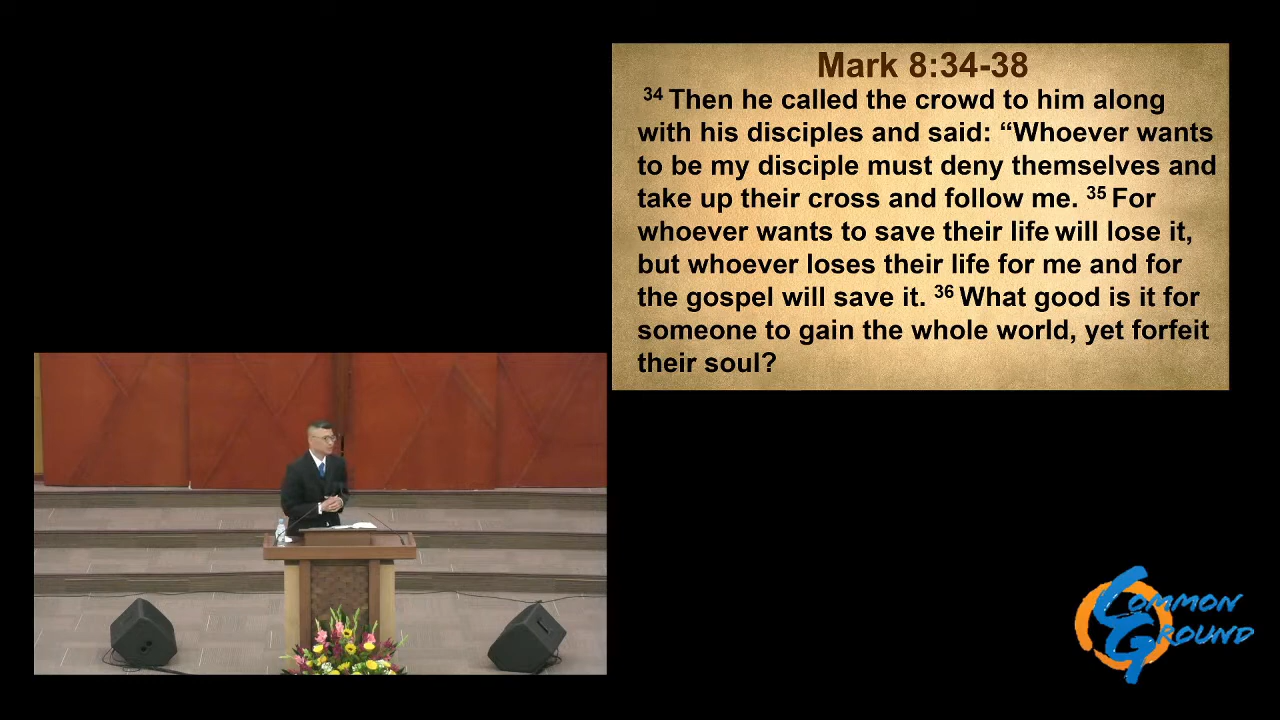 Mark 8:34-38
34 Then he called the crowd to him along
with his disciples and said: “Whoever wants
to be my disciple must deny themselves and
take up their cross and follow me. 35 For
whoever wants to save their life will lose it,
but whoever loses their life for me and for
the gospel will save it. 36 What good is it for
someone to gain the whole world, yet forfeit
their soul?
COMMON
GROUND